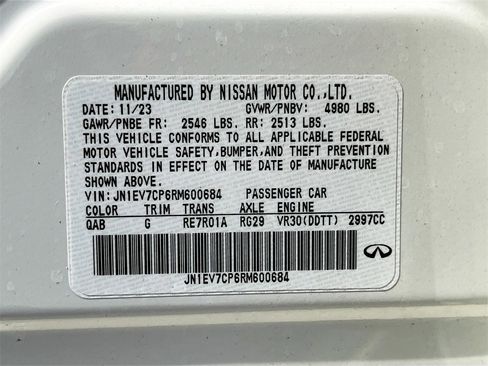 MANUFACTURED BY NISSAN MOTOR CO.,LTD.
DATE: 11/23 GVWR/PNBV: 4980 LBS.
GAWR/PNBE FR: 2546 LBS. RR: 2513 LBS.
THIS VEHICLE CONFORMS TO ALL APPLICABLE FEDERAL
MOTOR VEHICLE SAFETY,BUMPER,AND THEFT PREVENTION
STANDARDS IN EFFECT ON THE DATE OF MANUFACTURE
SHOWN ABOVE.
VIN: JN1EV7CP6RM600684 PASSENGER CAR
COLOR TRIM TRANS AXLE ENGINE
QAB G RE7R01A RG29 VR30(DDTT) 2997CC
JN1EV7CP6RM600684